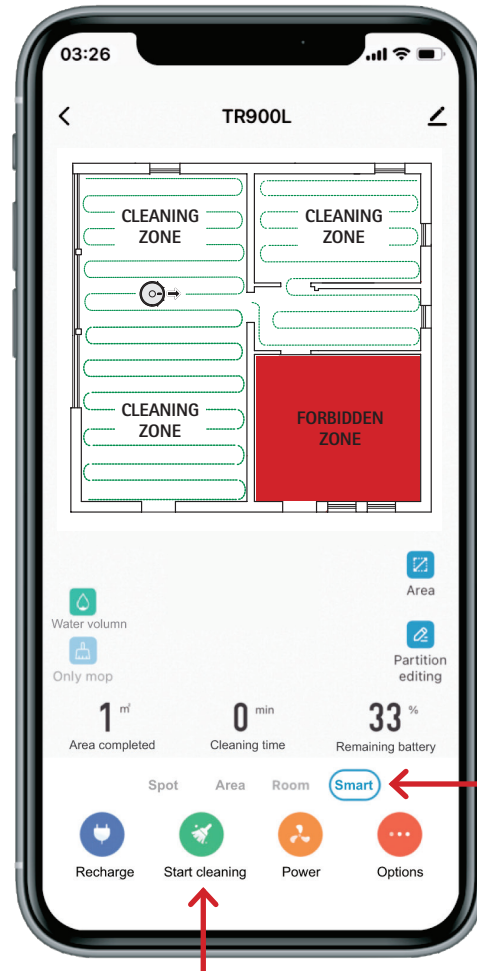 03:26
TR900L
CLEANING
ZONE
CLEANING
ZONE
CLEANING
ZONE
FORBIDDEN
ZONE
Area
Water volumn
Partition
editing
Only mop
1 ㎡
0 min
33 %
Area completed
Cleaning time
Remaining battery
Spot
Area
Room
Smart
Recharge
Start cleaning
Power
Options